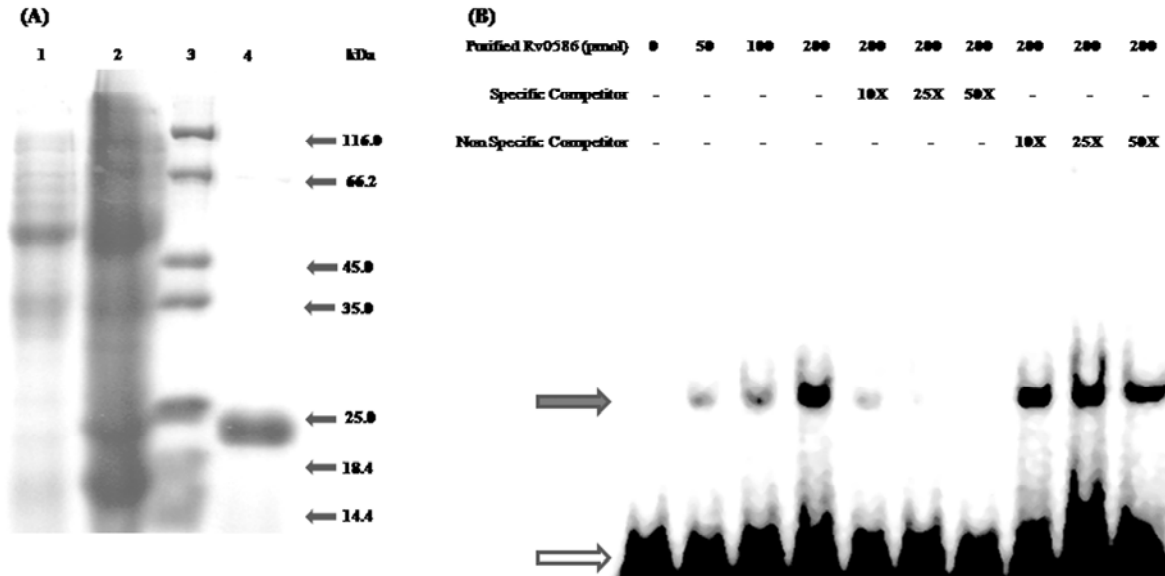 (A)
1 2 3 4 kDa
116.0
66.2
45.0
35.0
25.0
18.4
14.4
(B)
Purified Rv0586 (pmol) 0 50 100 200 200 200 200 200 200 200
Specific Competitor - - - - 10X 25X 50X - - -
Non Specific Competitor - - - - - - - 10X 25X 50X